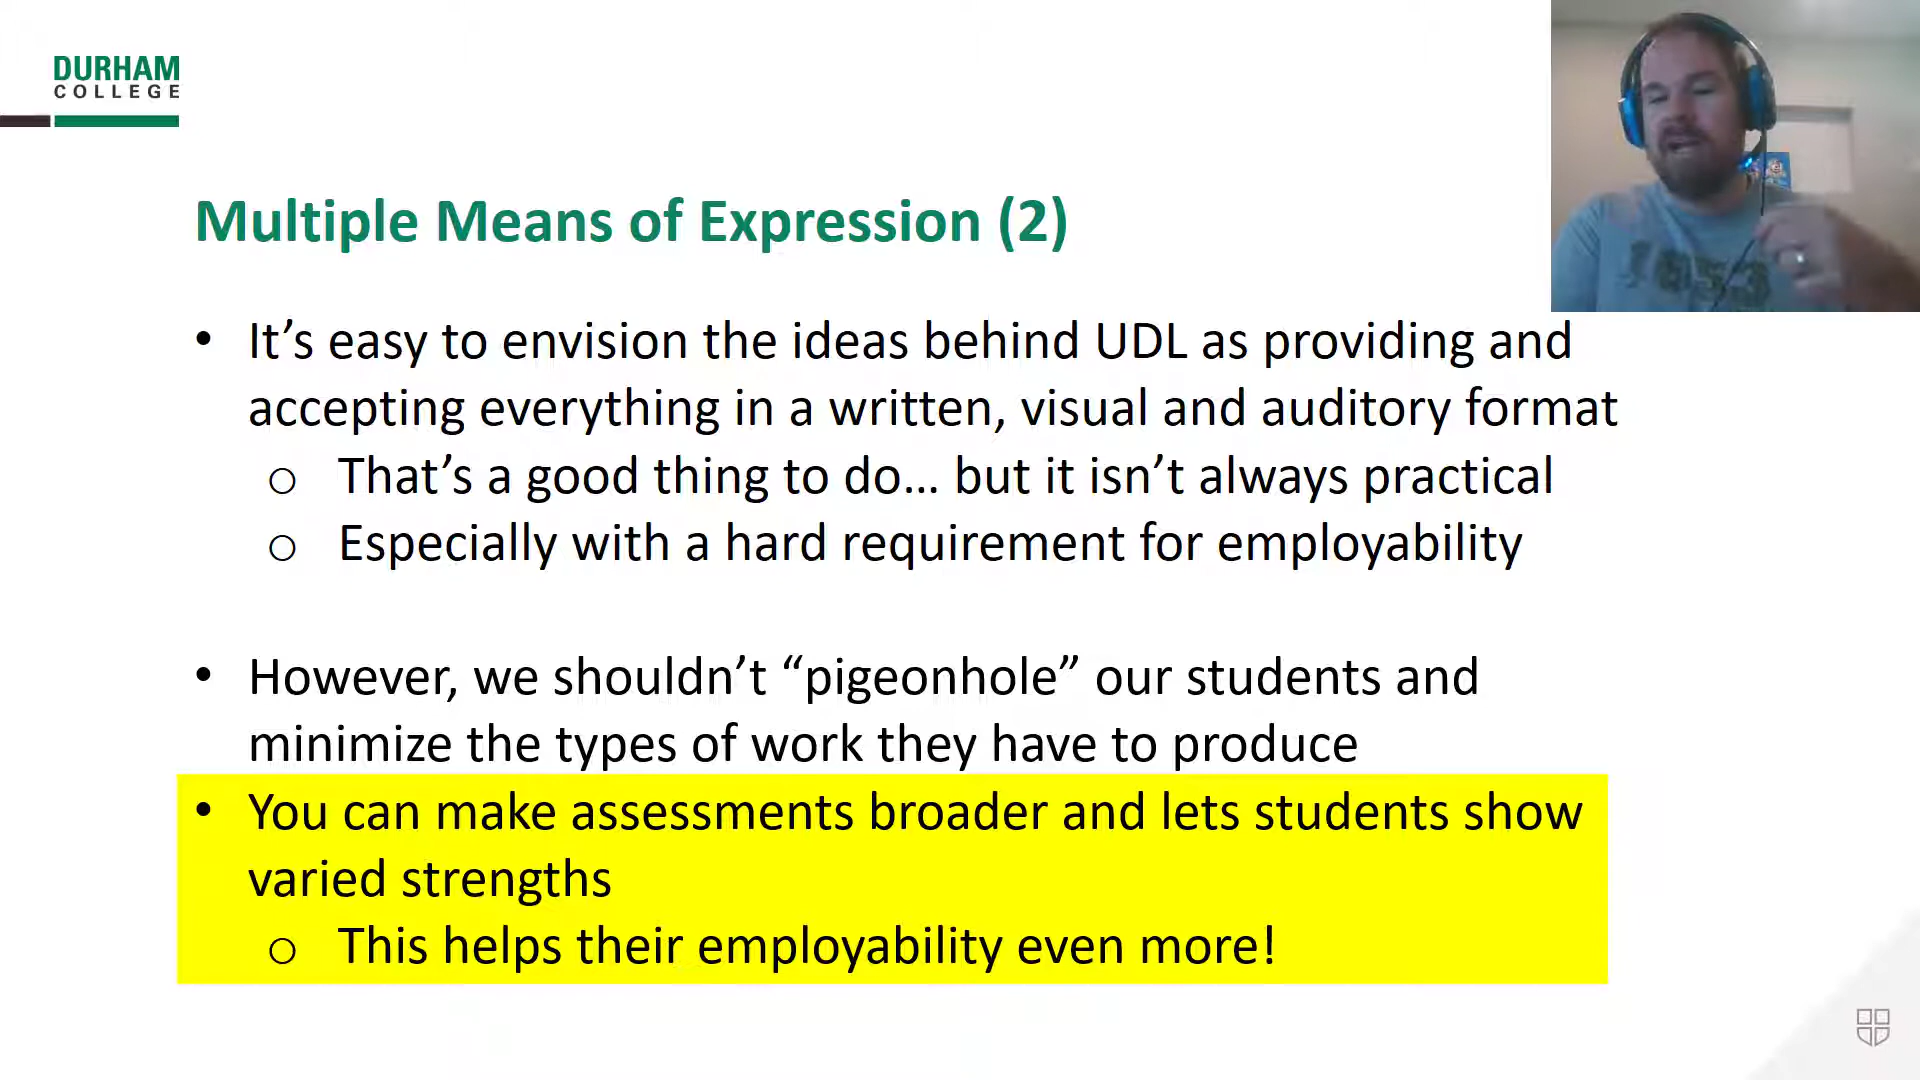 DURHAM
COLLEGE
Multiple Means of Expression (2)
• It’s easy to envision the ideas behind UDL as providing and
accepting everything in a written, visual and auditory format
o That’s a good thing to do… but it isn’t always practical
o Especially with a hard requirement for employability
• However, we shouldn’t “pigeonhole” our students and
minimize the types of work they have to produce
• You can make assessments broader and lets students show
varied strengths
o This helps their employability even more!